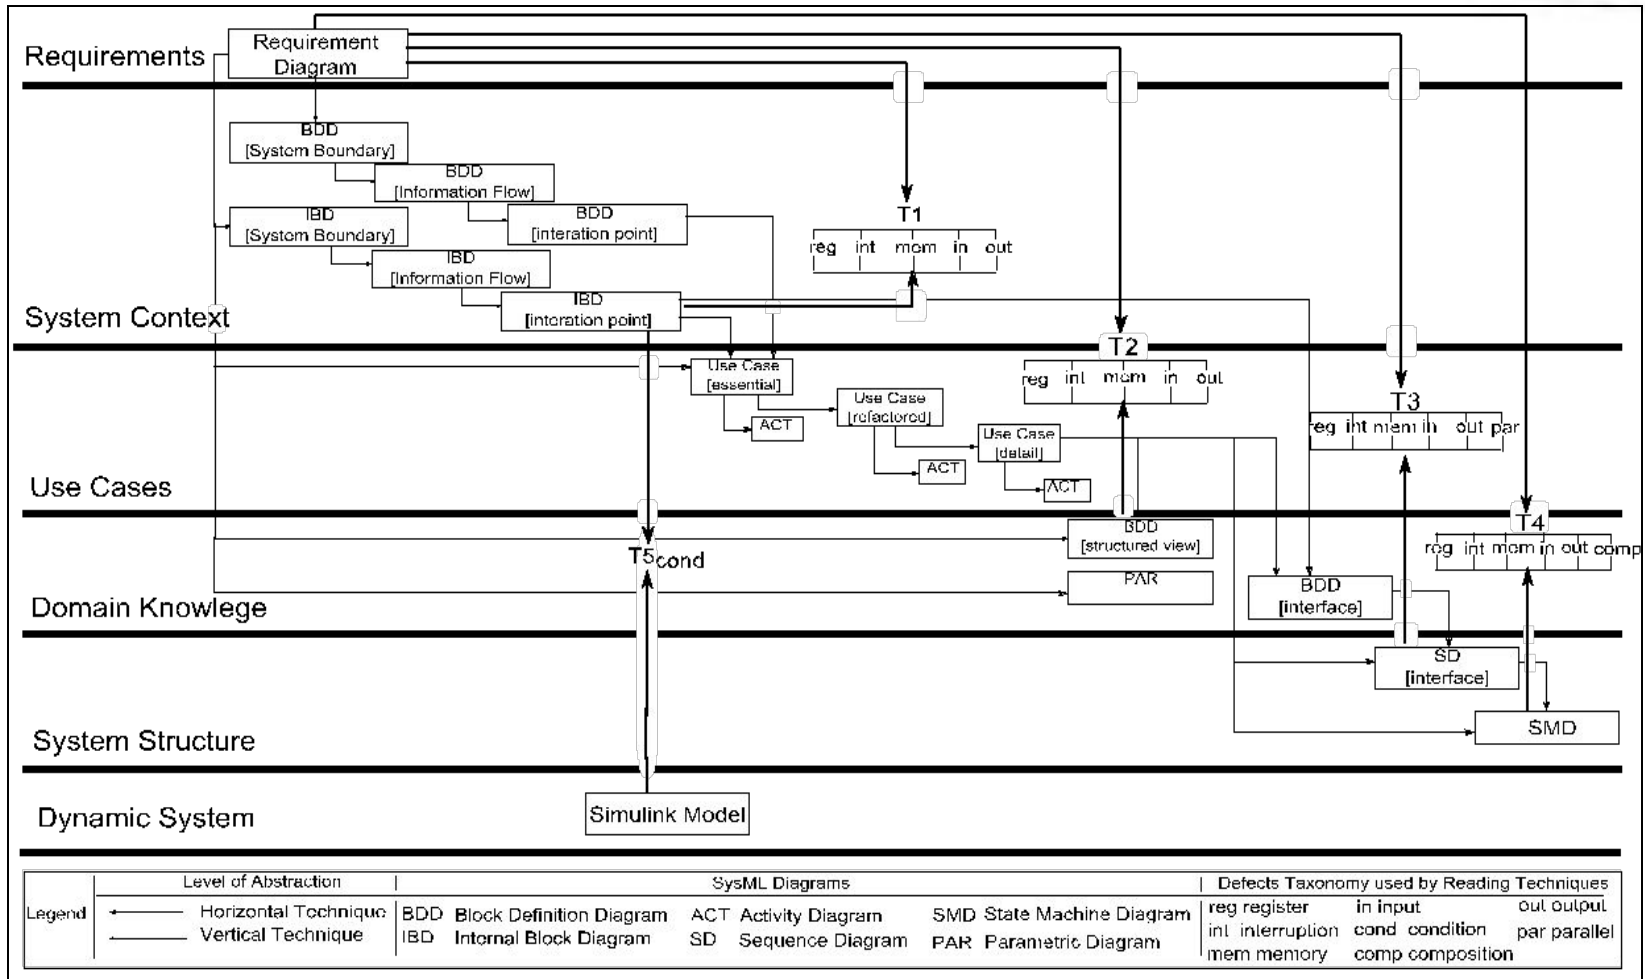 Requirements
Requirement
Diagram
BDD
[System Boundary]
BDD
[Information Flow]
BDD
[interation point]
IBD
[System Boundary]
IBD
[Information Flow]
IBD
[interation point]
T1
reg int mem in out
System Context
T2
reg int mem in out
Use Case
[essential]
ACT
Use Case
[refactored]
ACT
Use Case
[detail]
ACT
T3
reg int mem in out par
Use Cases
T4
reg int mem in out comp
T5cond
BDD
[structured view]
PAR
BDD
[interface]
Domain Knowlege
SD
[interface]
SMD
System Structure
Simulink Model
Dynamic System
Legend
Level of Abstraction
Horizontal Technique
Vertical Technique
SysML Diagrams
BDD Block Definition Diagram ACT Activity Diagram SMD State Machine Diagram
IBD Internal Block Diagram SD Sequence Diagram PAR Parametric Diagram
Defects Taxonomy used by Reading Techniques
reg register in input out output
int interruption cond condition par parallel
mem memory comp composition